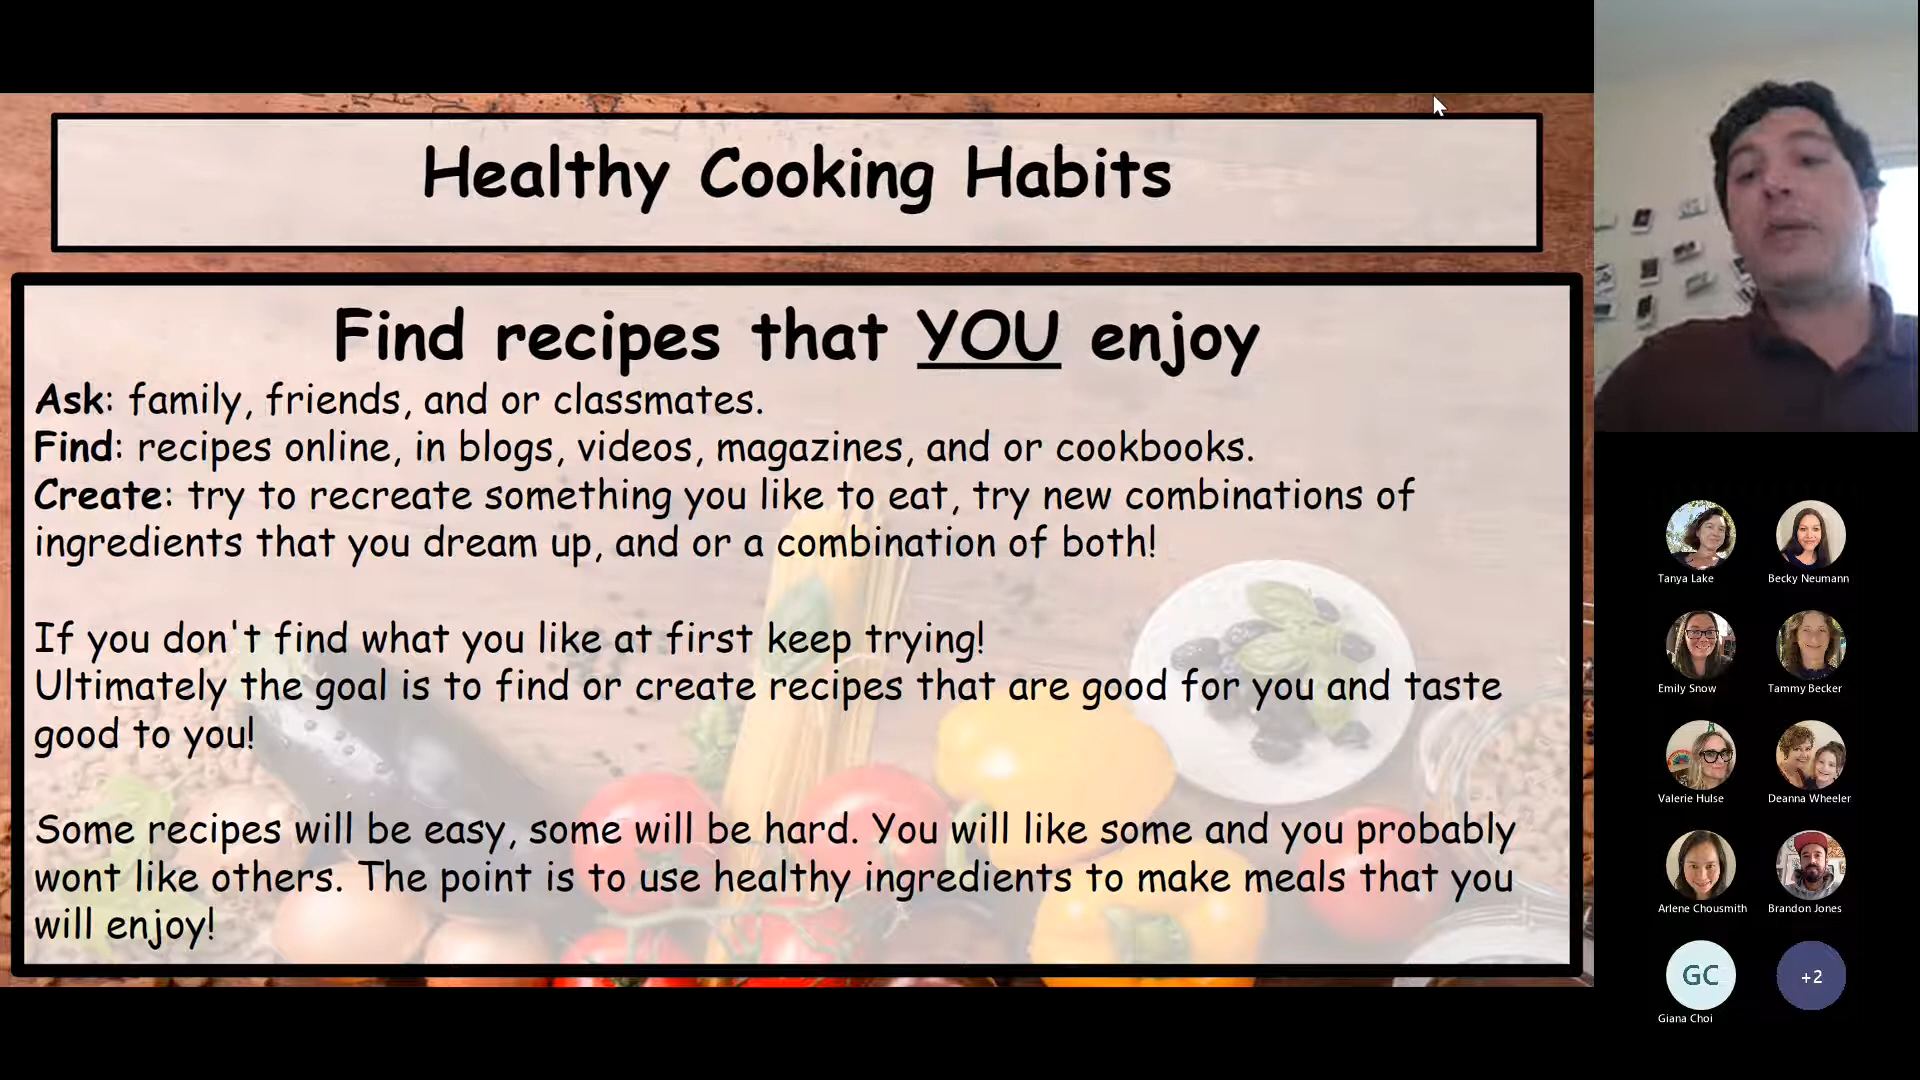 Healthy Cooking Habits
Find recipes that YOU enjoy
Ask: family, friends, and or classmates.
Find: recipes online, in blogs, videos, magazines, and or cookbooks.
Create: try to recreate something you like to eat, try new combinations of
ingredients that you dream up, and or a combination of both!
If you don't find what you like at first keep trying!
Ultimately the goal is to find or create recipes that are good for you and taste
good to you!
Some recipes will be easy, some will be hard. You will like some and you probably
wont like others. The point is to use healthy ingredients to make meals that you
will enjoy!
Tanya Lake
Becky Neumann
Emily Snow
Tammy Becker
Valerie Hulse
Deanna Wheeler
Arlene Chousmith
Brandon Jones
GC
+2
Giana Choi